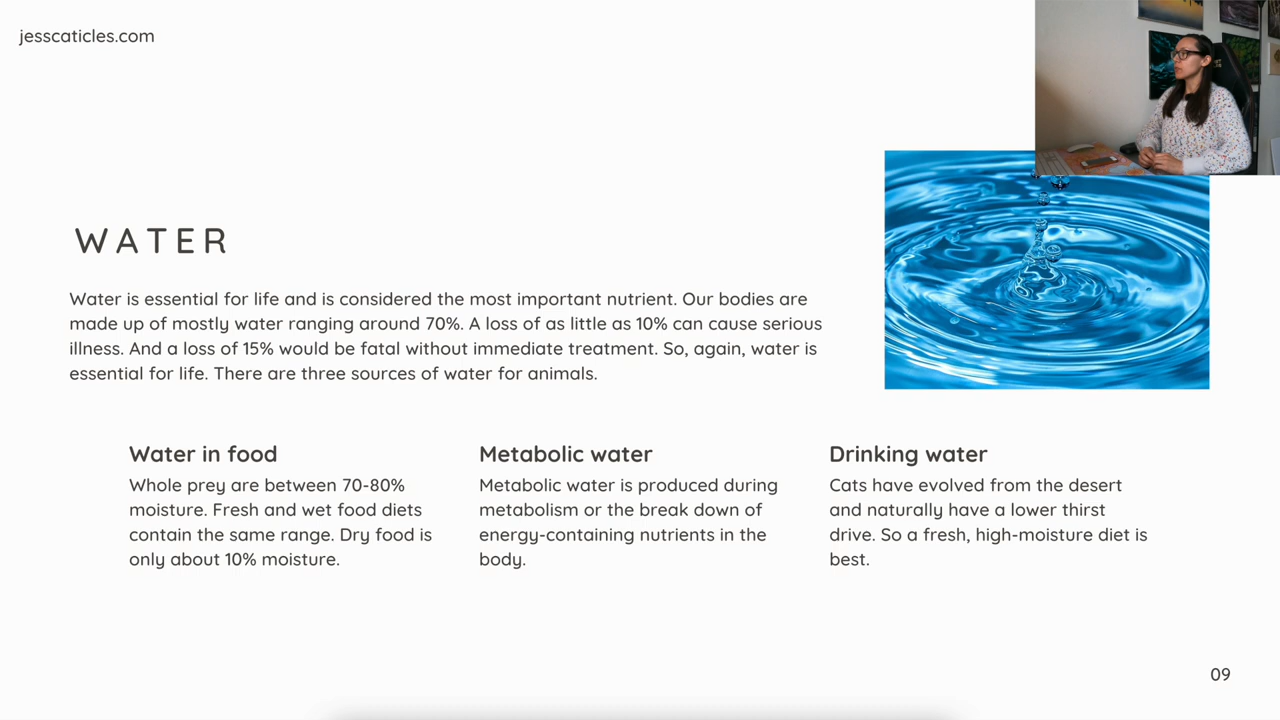 jesscaticles.com
WATER
Water is essential for life and is considered the most important nutrient. Our bodies are
made up of mostly water ranging around 70%. A loss of as little as 10% can cause serious
illness. And a loss of 15% would be fatal without immediate treatment. So, again, water is
essential for life. There are three sources of water for animals.
Water in food
Whole prey are between 70-80%
moisture. Fresh and wet food diets
contain the same range. Dry food is
only about 10% moisture.
Metabolic water
Metabolic water is produced during
metabolism or the break down of
energy-containing nutrients in the
body.
Drinking water
Cats have evolved from the desert
and naturally have a lower thirst
drive. So a fresh, high-moisture diet is
best.
09